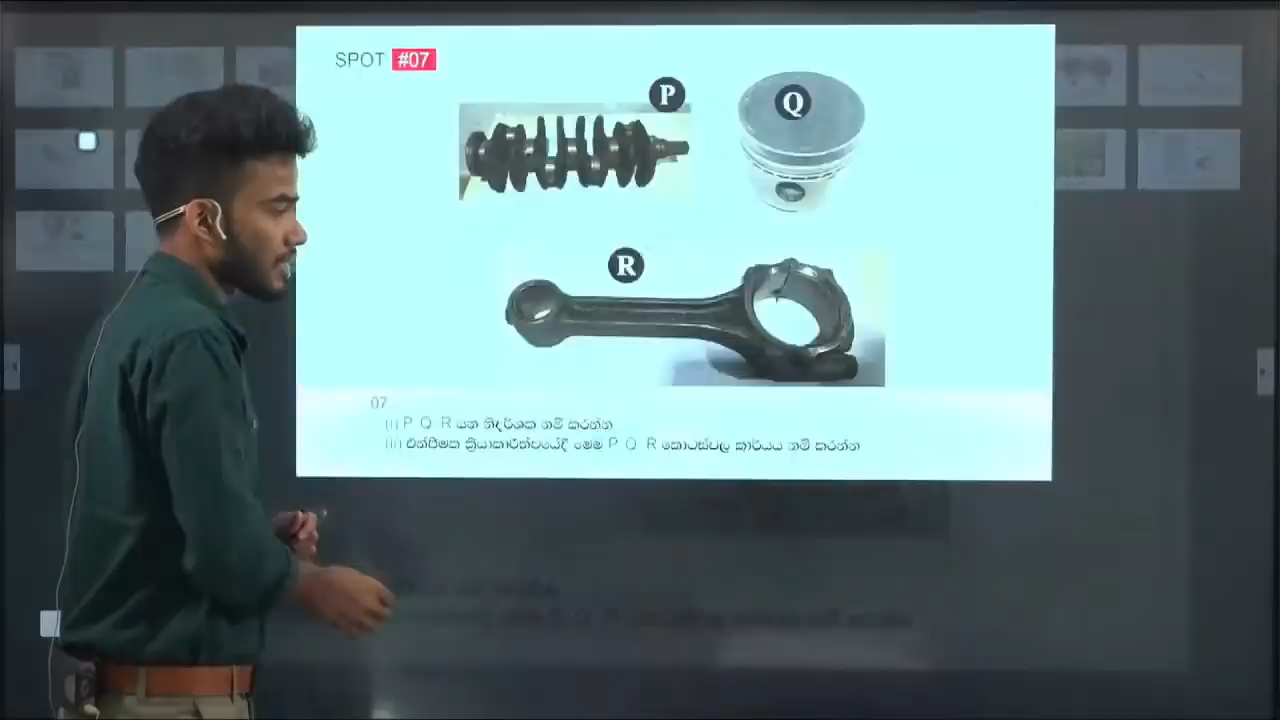 SPOT #07
P
Q
R
07
(i) P Q R යන නිදර්ශක නම් කරන්න
(ii) එන්ජිමක ක්‍රියාකාරිත්වයේදී මෙම P Q R කොටස්වල කාර්යය නම් කරන්න